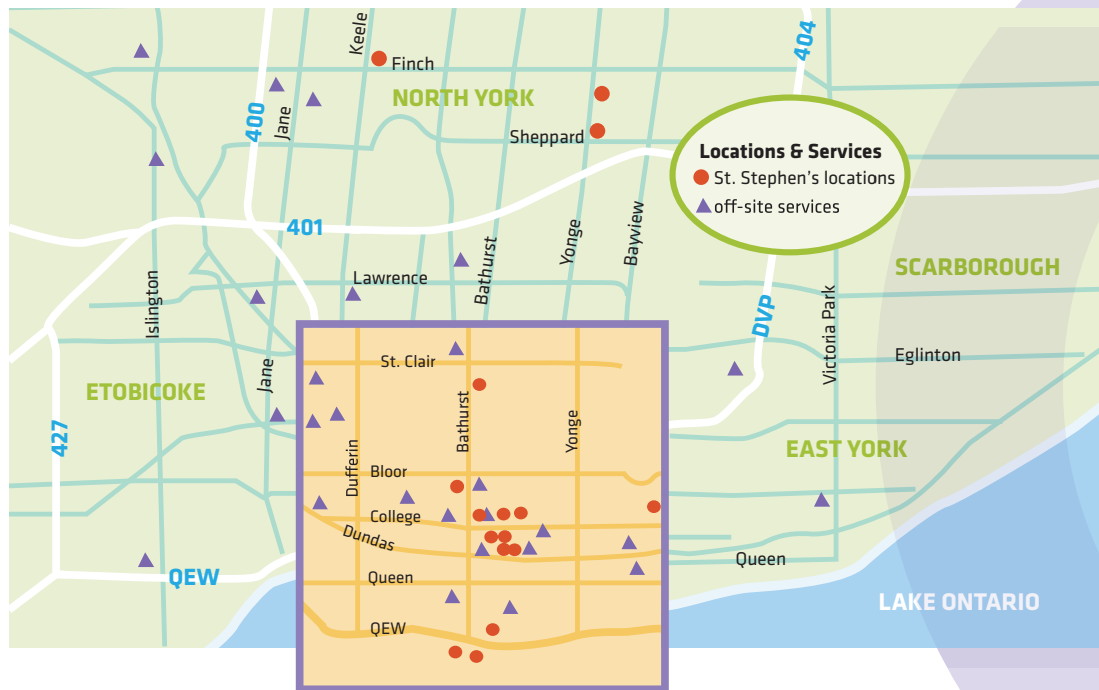 Keele
404
Finch
NORTH YORK
400
Jane
Sheppard
Locations & Services
St. Stephen's locations
off-site services
401
Bathurst
Yonge
Bayview
Lawrence
SCARBOROUGH
Islington
DVP
Victoria Park
Eglinton
ETOBICOKE
Jane
427
EAST YORK
St. Clair
Bathurst
Yonge
Dufferin
Bloor
College
Dundas
Queen
Queen
QEW
QEW
LAKE ONTARIO